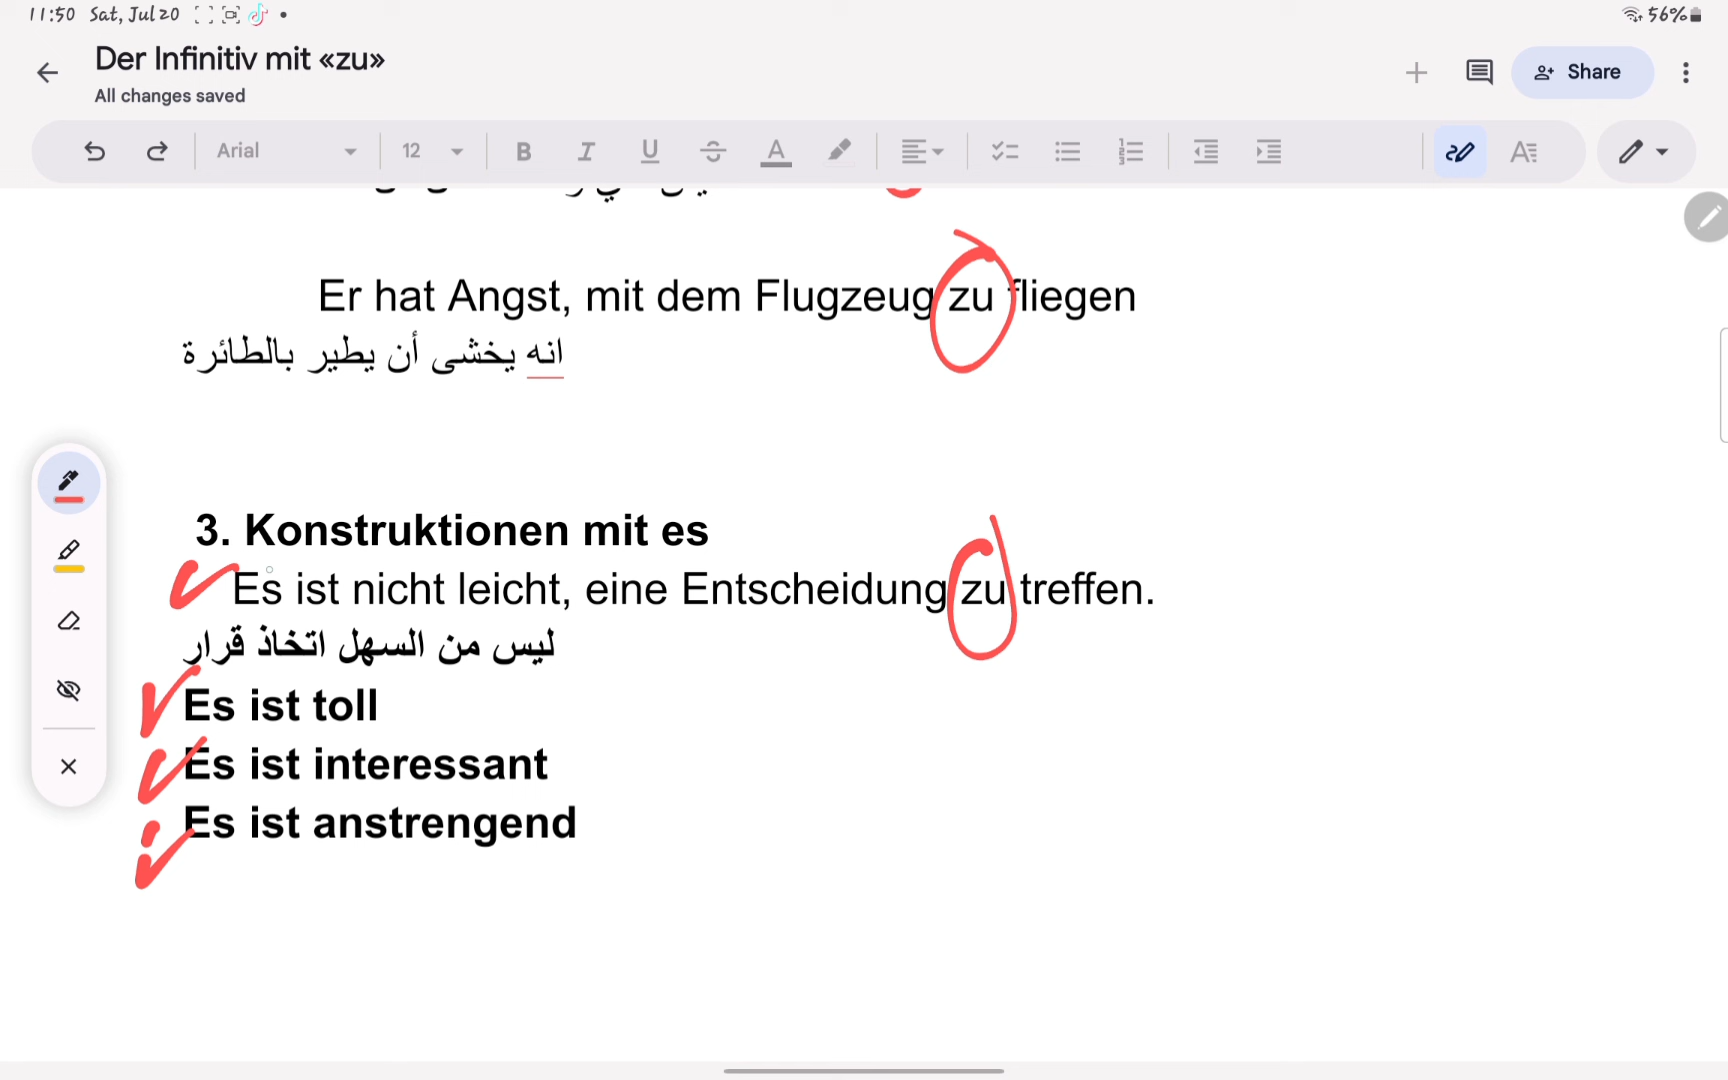 11:50 Sat, Jul 20
56%
Der Infinitiv mit «zu»
All changes saved
Share
Arial
12
Er hat Angst, mit dem Flugzeug zu fliegen
انه يخشى أن يطير بالطائرة
3. Konstruktionen mit es
Es ist nicht leicht, eine Entscheidung zu treffen.
ليس من السهل اتخاذ قرار
Es ist toll
Es ist interessant
Es ist anstrengend